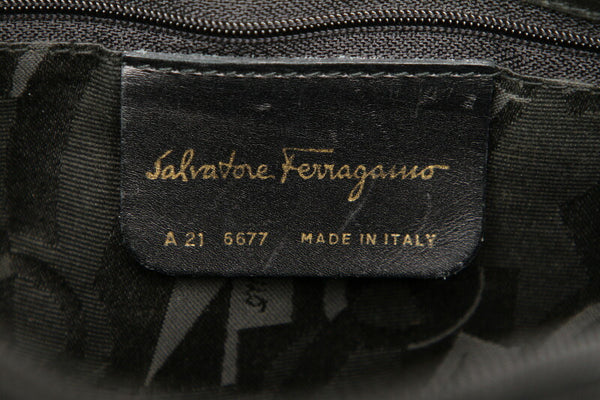 Salvatore Ferragamo
A 21 6677 MADE IN ITALY